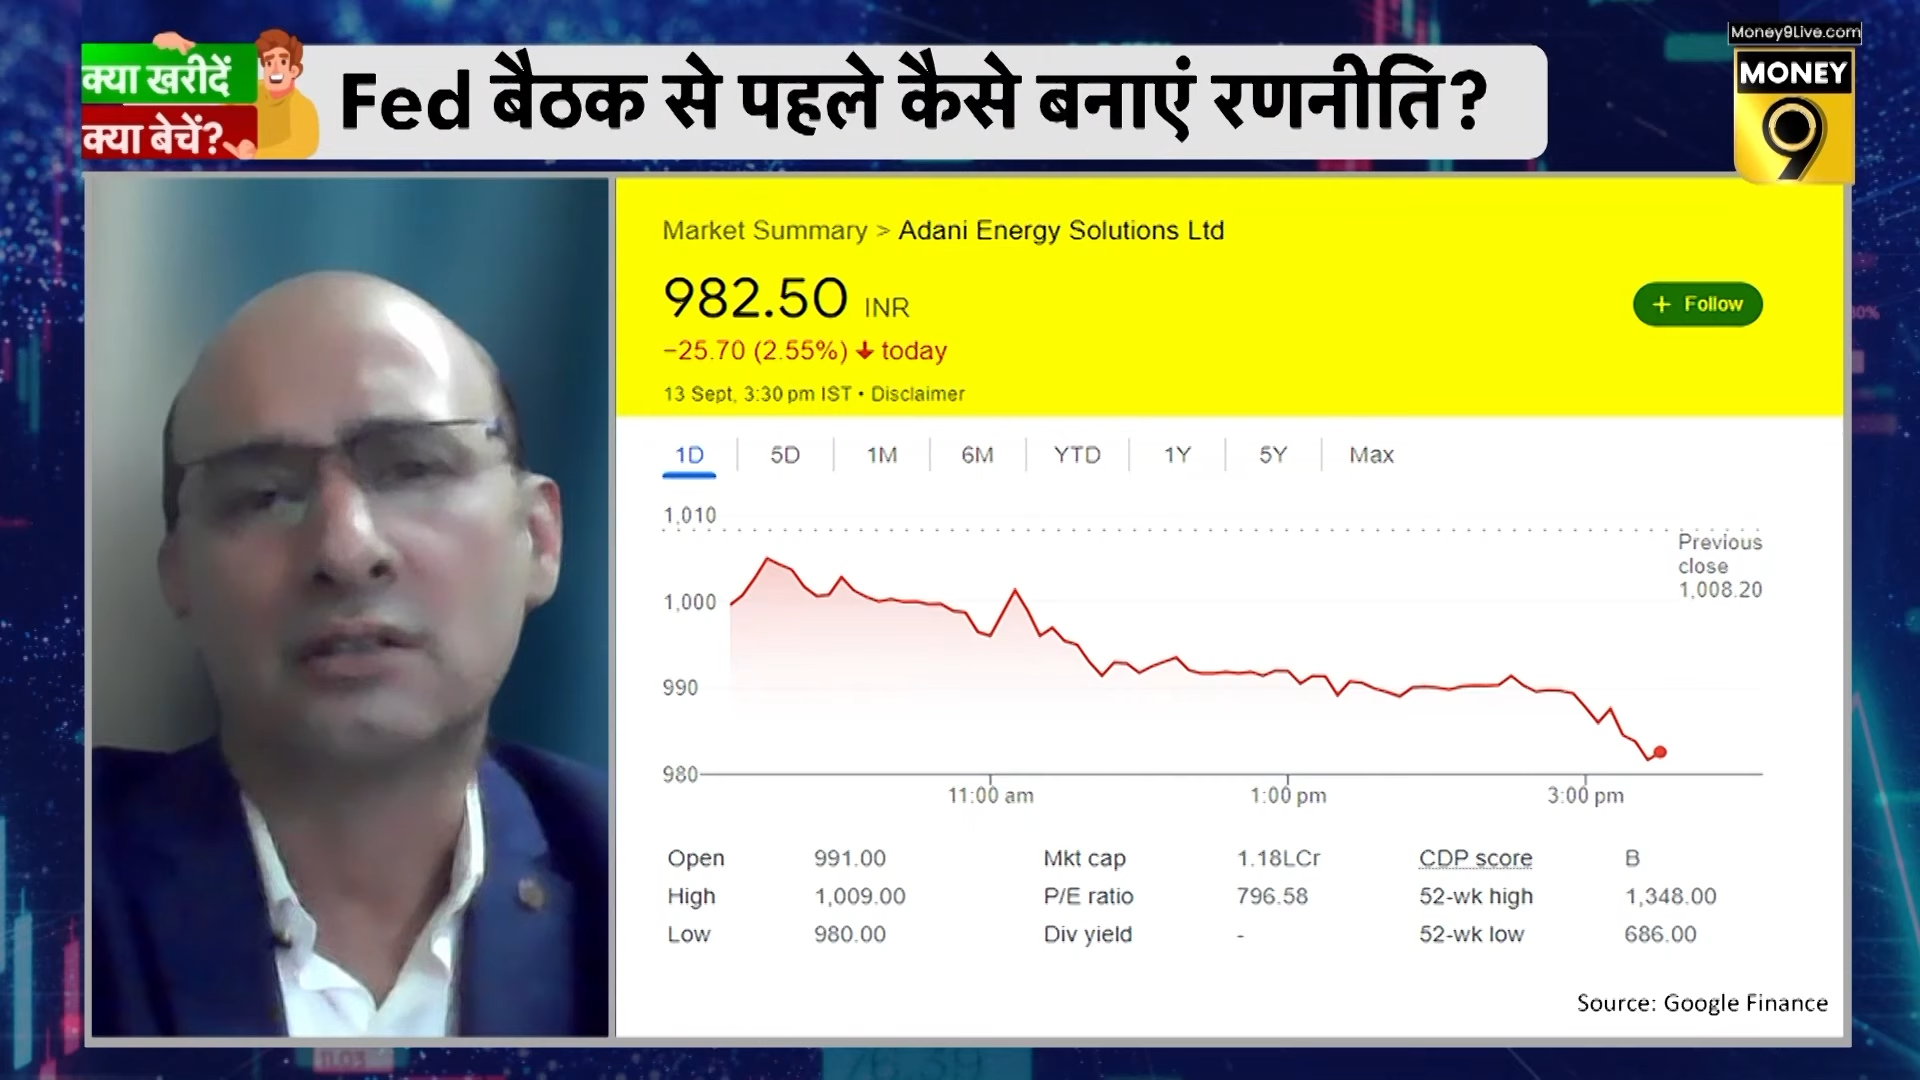 Money9Live.com
MONEY
9
क्या खरीदें
क्या बेचें?
Fed बैठक से पहले कैसे बनाएं रणनीति?
Market Summary > Adani Energy Solutions Ltd
982.50 INR
+ Follow
−25.70 (2.55%) ↓ today
13 Sept, 3:30 pm IST • Disclaimer
1D 5D 1M 6M YTD 1Y 5Y Max
1,010
Previous
close
1,008.20
1,000
990
980
11:00 am 1:00 pm 3:00 pm
Open 991.00 Mkt cap 1.18LCr CDP score B
High 1,009.00 P/E ratio 796.58 52-wk high 1,348.00
Low 980.00 Div yield - 52-wk low 686.00
Source: Google Finance